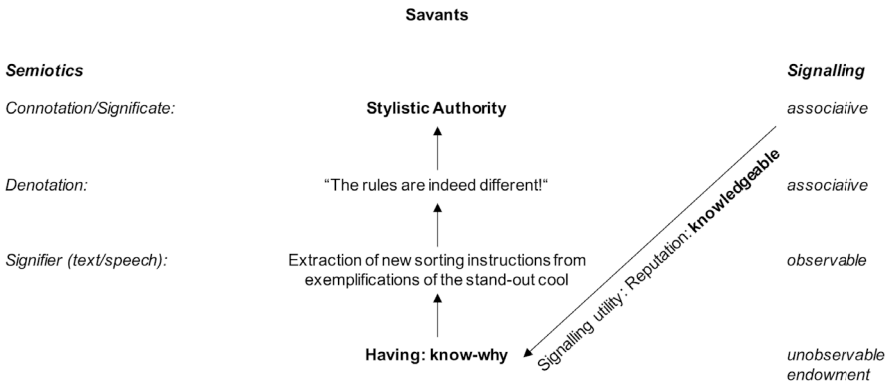 Savants
Semiotics
Signalling
Connotation/Significate:
Stylistic Authority
associative
Denotation:
“The rules are indeed different!“
associative
Signifier (text/speech):
Extraction of new sorting instructions from
exemplifications of the stand-out cool
observable
Signalling utility: Reputation: knowledgeable
Having: know-why
unobservable
endowment